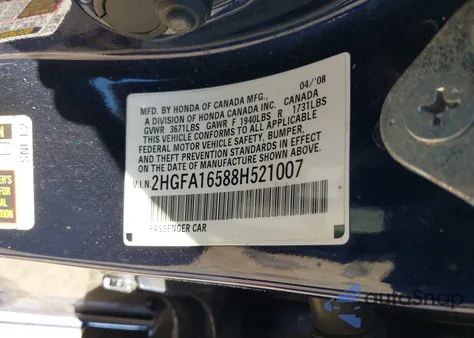 04/'08
MFD. BY HONDA OF CANADA MFG.,
A DIVISION OF HONDA CANADA INC. CANADA
GVWR 3671LBS GAWR F 1940LBS R 1731LBS
THIS VEHICLE CONFORMS TO ALL APPLICABLE
FEDERAL MOTOR VEHICLE SAFETY, BUMPER,
AND THEFT PREVENTION STANDARDS IN EFFECT
ON THE DATE OF MANUFACTURE SHOWN ABOVE.
V.I.N. 2HGFA16588H521007
PASSENGER CAR
autoSnap